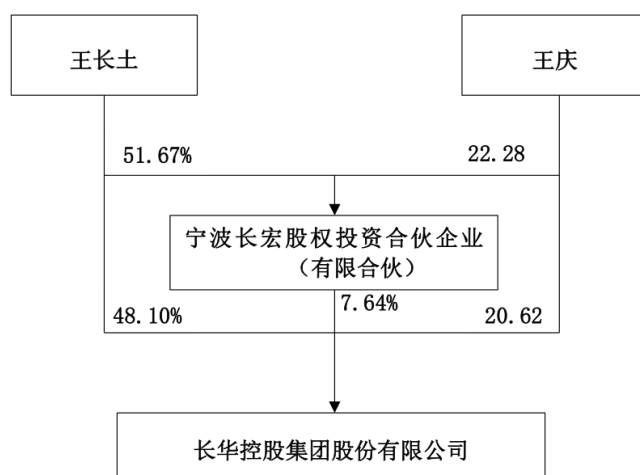 王长土
王庆
51.67%
22.28
宁波长宏股权投资合伙企业
（有限合伙）
7.64%
48.10%
20.62
长华控股集团股份有限公司